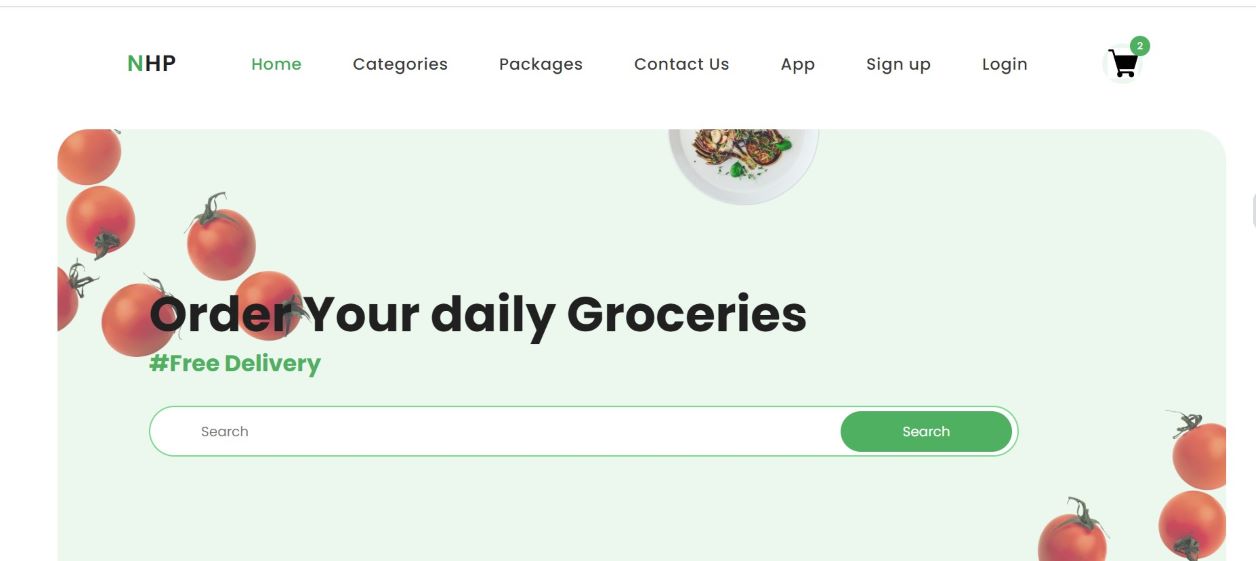 NHP Home Categories Packages Contact Us App Sign up Login 2
Order Your daily Groceries
#Free Delivery
Search Search